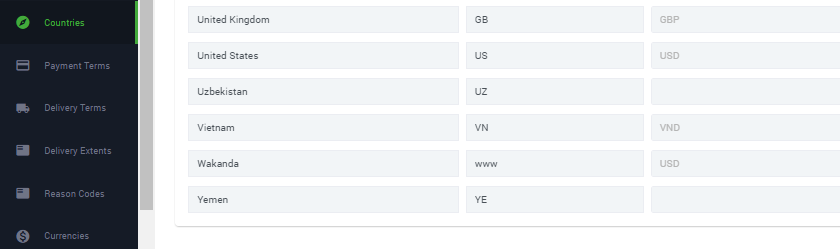 Countries
Payment Terms
Delivery Terms
Delivery Extents
Reason Codes
Currencies
United Kingdom GB GBP
United States US USD
Uzbekistan UZ
Vietnam VN VND
Wakanda www USD
Yemen YE